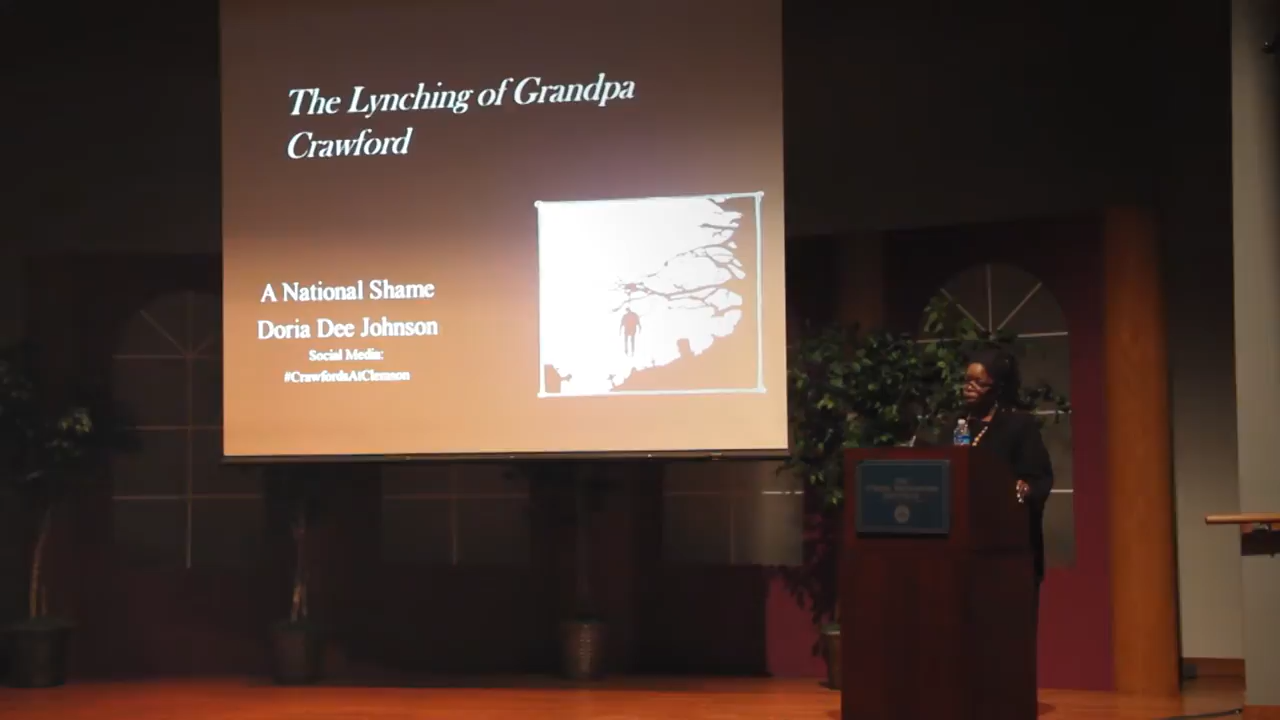 The Lynching of Grandpa
Crawford
A National Shame
Doria Dee Johnson
Social Media:
#CrawfordsAtClemson